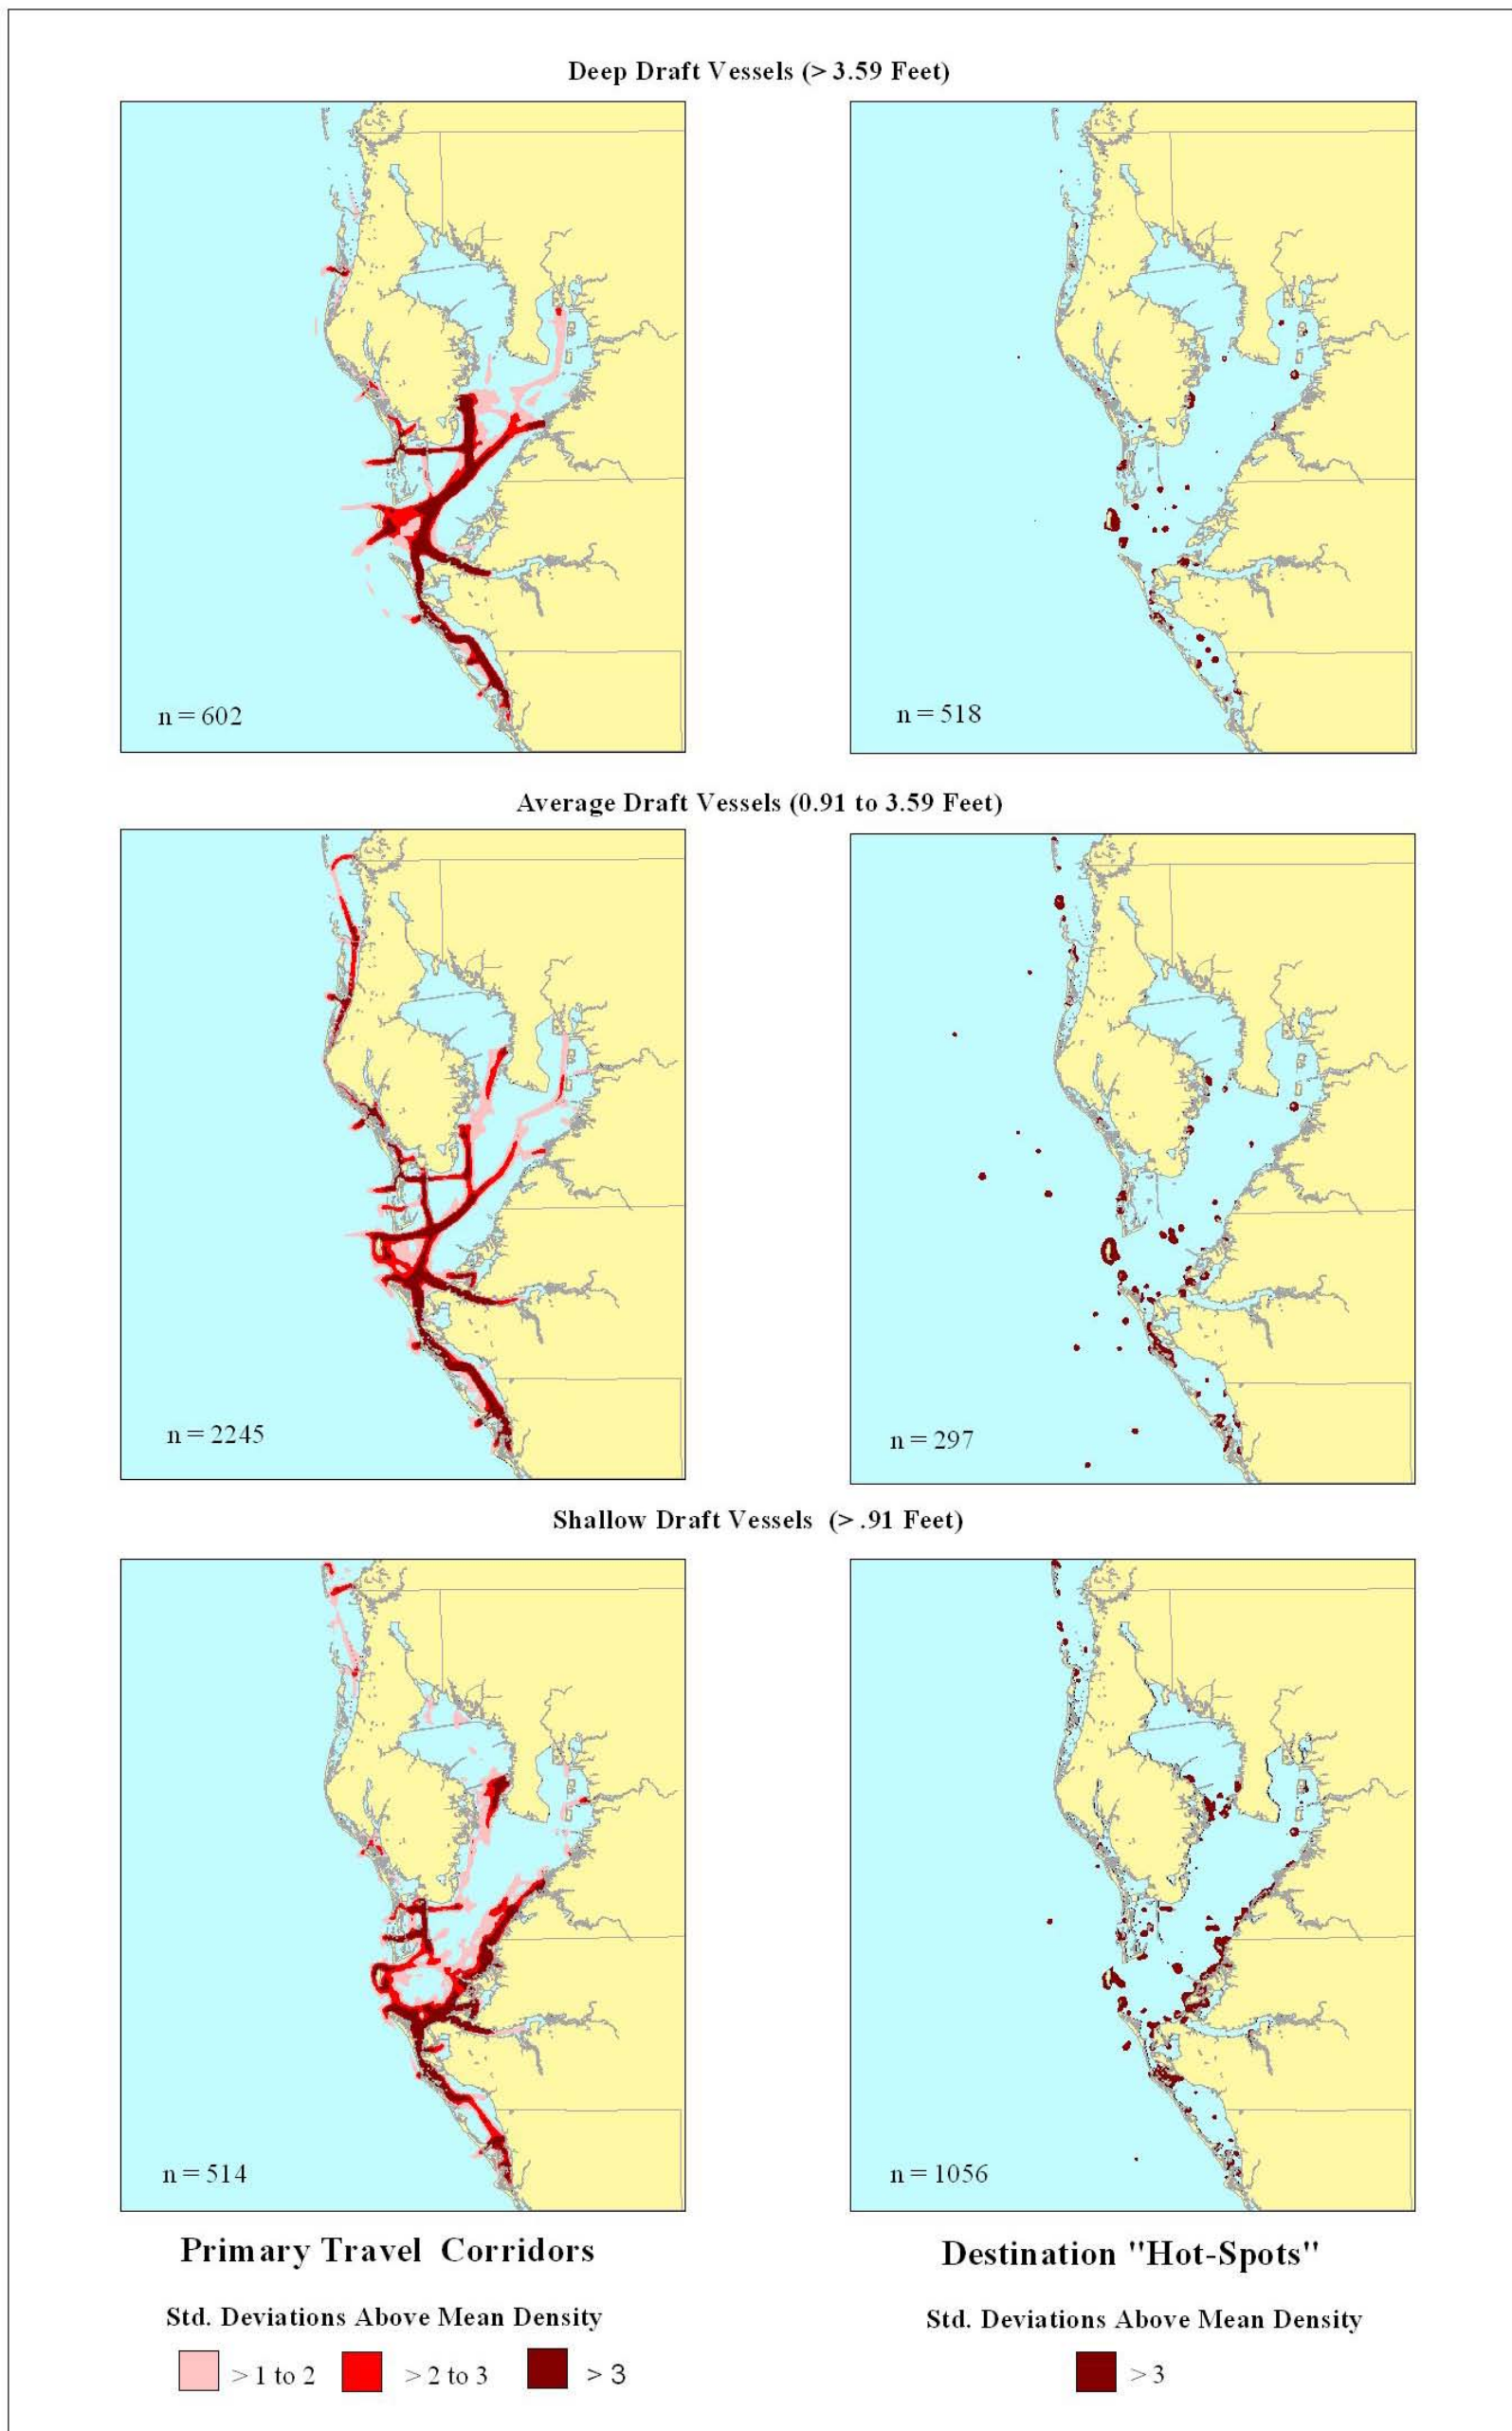 Deep Draft Vessels (> 3.59 Feet)
n = 602
n = 518
Average Draft Vessels (0.91 to 3.59 Feet)
n = 2245
n = 297
Shallow Draft Vessels (> .91 Feet)
n = 514
n = 1056
Primary Travel Corridors
Destination "Hot-Spots"
Std. Deviations Above Mean Density
Std. Deviations Above Mean Density
> 1 to 2
> 2 to 3
> 3
> 3